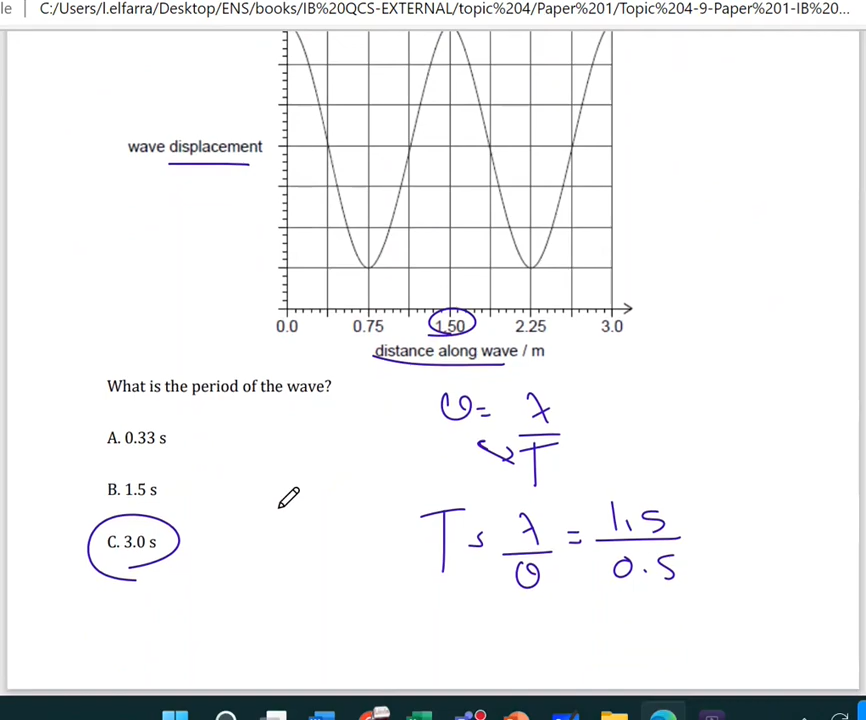 le
C:/Users/l.elfarra/Desktop/ENS/books/IB%20QCS-EXTERNAL/topic%204/Paper%201/Topic%204-9-Paper%201-IB%20...
wave displacement
0.0 0.75 1.50 2.25 3.0
distance along wave / m
What is the period of the wave?
A. 0.33 s
B. 1.5 s
C. 3.0 s
υ = λ
T
T = λ = 1.5
υ 0.5